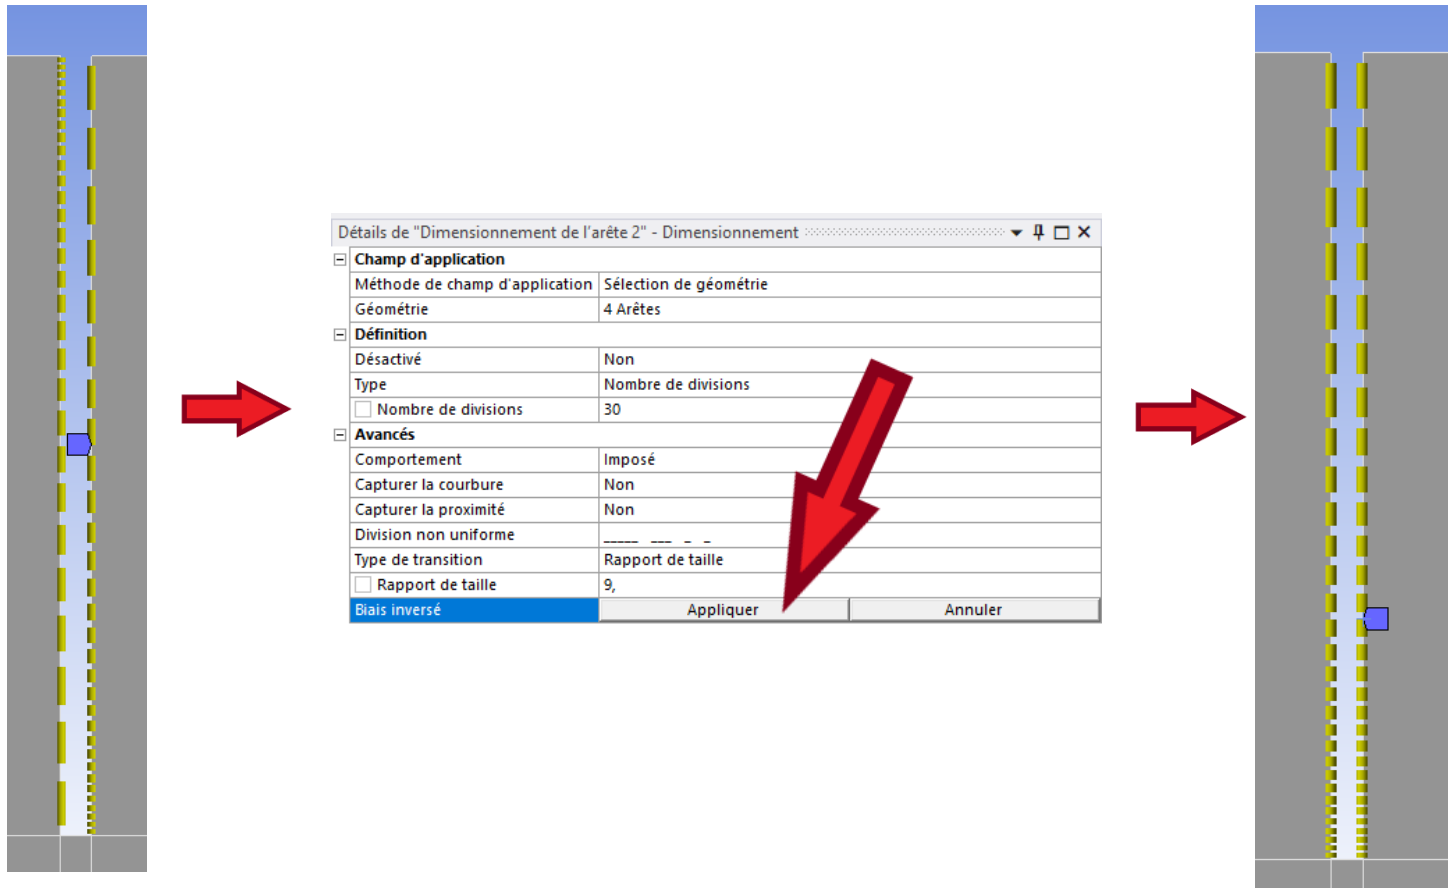 Détails de "Dimensionnement de l'arête 2" - Dimensionnement
Champ d'application
Méthode de champ d'application Sélection de géométrie
Géométrie 4 Arêtes
Définition
Désactivé Non
Type Nombre de divisions
Nombre de divisions 30
Avancés
Comportement Imposé
Capturer la courbure Non
Capturer la proximité Non
Division non uniforme _____ ___ _ _
Type de transition Rapport de taille
Rapport de taille 9,
Biais inversé Appliquer Annuler